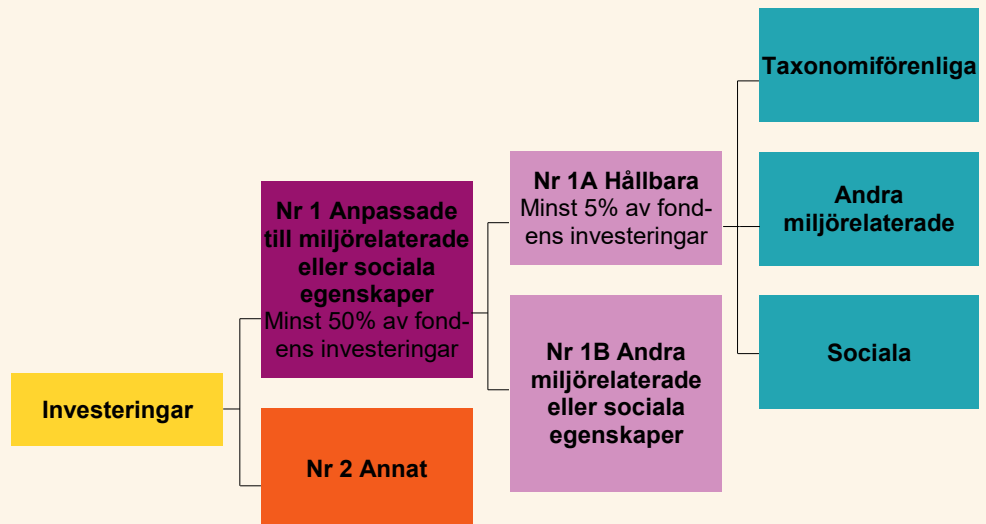 Investeringar
Nr 1 Anpassade
till miljörelaterade
eller sociala
egenskaper
Minst 50% av fond-
ens investeringar
Nr 2 Annat
Nr 1A Hållbara
Minst 5% av fond-
ens investeringar
Nr 1B Andra
miljörelaterade
eller sociala
egenskaper
Taxonomiförenliga
Andra
miljörelaterade
Sociala